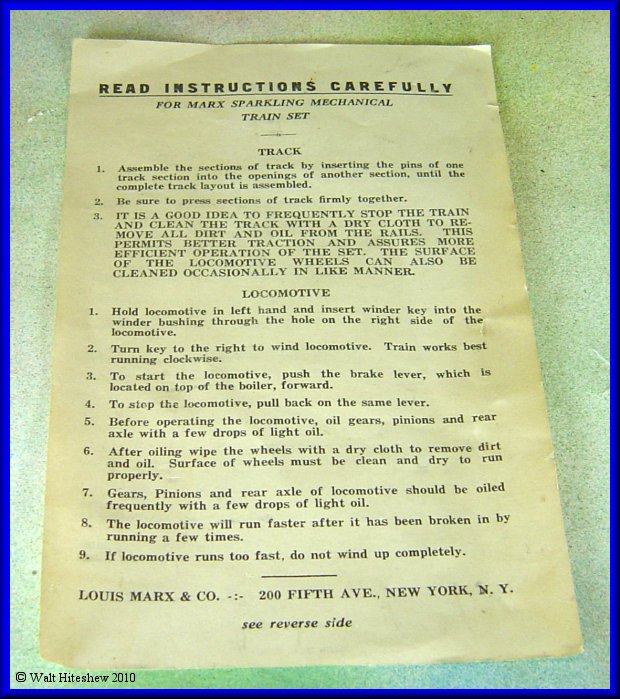 READ INSTRUCTIONS CAREFULLY
FOR MARX SPARKLING MECHANICAL
TRAIN SET
TRACK
1. Assemble the sections of track by inserting the pins of one
track section into the openings of another section, until the
complete track layout is assembled.
2. Be sure to press sections of track firmly together.
3. IT IS A GOOD IDEA TO FREQUENTLY STOP THE TRAIN
AND CLEAN THE TRACK WITH A DRY CLOTH TO RE-
MOVE ALL DIRT AND OIL FROM THE RAILS. THIS
PERMITS BETTER TRACTION AND ASSURES MORE
EFFICIENT OPERATION OF THE SET. THE SURFACE
OF THE LOCOMOTIVE WHEELS CAN ALSO BE
CLEANED OCCASIONALLY IN LIKE MANNER.
LOCOMOTIVE
1. Hold locomotive in left hand and insert winder key into the
winder bushing through the hole on the right side of the
locomotive.
2. Turn key to the right to wind locomotive. Train works best
running clockwise.
3. To start the locomotive, push the brake lever, which is
located on top of the boiler, forward.
4. To stop the locomotive, pull back on the same lever.
5. Before operating the locomotive, oil gears, pinions and rear
axle with a few drops of light oil.
6. After oiling wipe the wheels with a dry cloth to remove dirt
and oil. Surface of wheels must be clean and dry to run
properly.
7. Gears, Pinions and rear axle of locomotive should be oiled
frequently with a few drops of light oil.
8. The locomotive will run faster after it has been broken in by
running a few times.
9. If locomotive runs too fast, do not wind up completely.
LOUIS MARX & CO. -:- 200 FIFTH AVE., NEW YORK, N. Y.
see reverse side
© Walt Hiteshew 2010